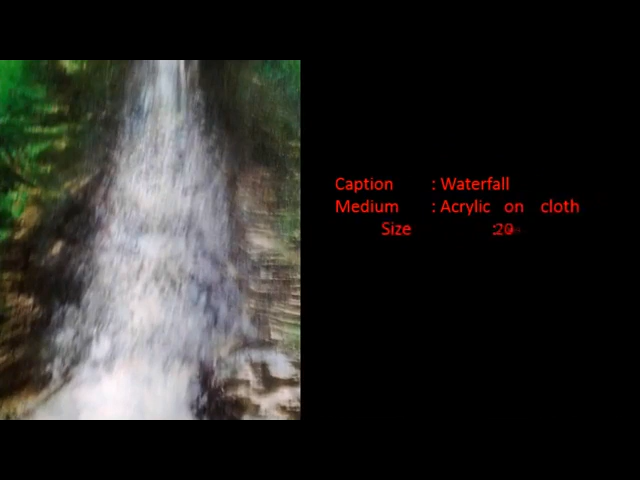 Caption : Waterfall
Medium : Acrylic on cloth
Size :20